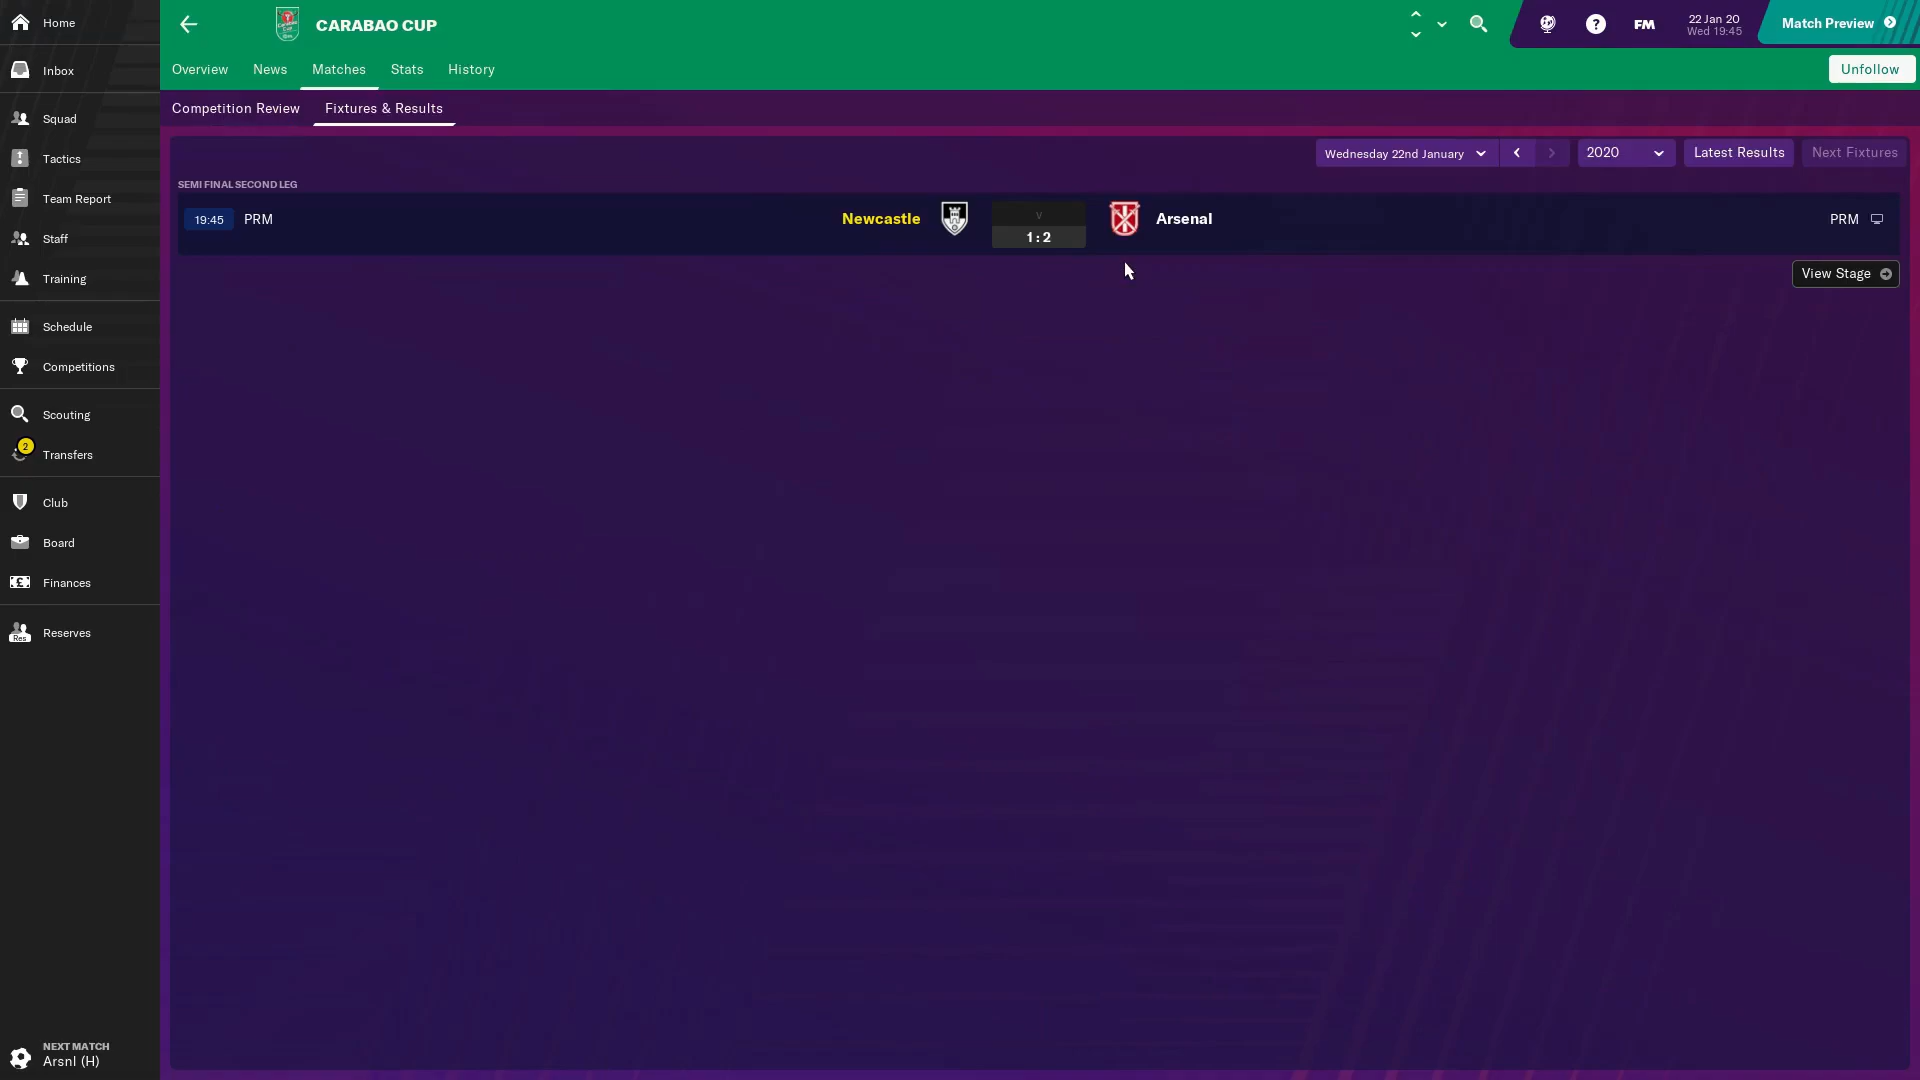 Home
CARABAO CUP
FM
22 Jan 20
Wed 19:45
Match Preview
Inbox
Overview News Matches Stats History
Unfollow
Competition Review Fixtures & Results
Squad
Tactics
Wednesday 22nd January
2020
Latest Results
Next Fixtures
SEMI FINAL SECOND LEG
Team Report
19:45 PRM Newcastle v Arsenal PRM
1 : 2
Staff
View Stage
Training
Schedule
Competitions
Scouting
2
Transfers
Club
Board
Finances
Reserves
Res
NEXT MATCH
Arsnl (H)